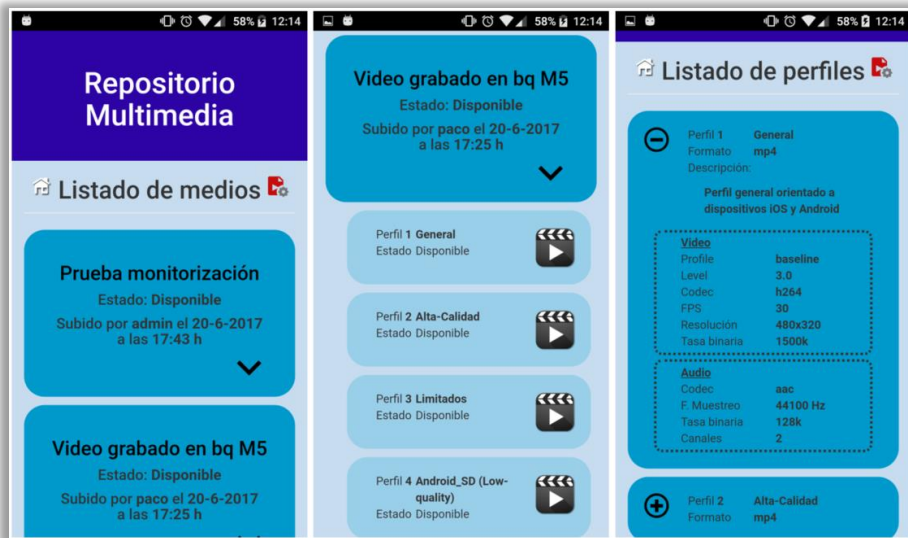 58% 12:14
Repositorio
Multimedia
Listado de medios
Prueba monitorización
Estado: Disponible
Subido por admin el 20-6-2017
a las 17:43 h
Video grabado en bq M5
Estado: Disponible
Subido por paco el 20-6-2017
a las 17:25 h
58% 12:14
Video grabado en bq M5
Estado: Disponible
Subido por paco el 20-6-2017
a las 17:25 h
Perfil 1 General
Estado Disponible
Perfil 2 Alta-Calidad
Estado Disponible
Perfil 3 Limitados
Estado Disponible
Perfil 4 Android_SD (Low-
quality)
Estado Disponible
58% 12:14
Listado de perfiles
Perfil 1 General
Formato mp4
Descripción:
Perfil general orientado a
dispositivos iOS y Android
Video
Profile baseline
Level 3.0
Codec h264
FPS 30
Resolución 480x320
Tasa binaria 1500k
Audio
Codec aac
F. Muestreo 44100 Hz
Tasa binaria 128k
Canales 2
Perfil 2 Alta-Calidad
Formato mp4